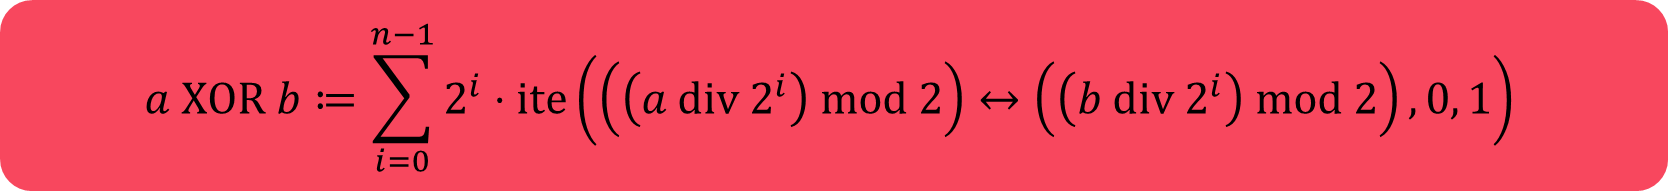 a XOR b ≔ ∑_{i=0}^{n−1} 2^i · ite((((a div 2^i) mod 2) ↔ ((b div 2^i) mod 2), 0, 1)